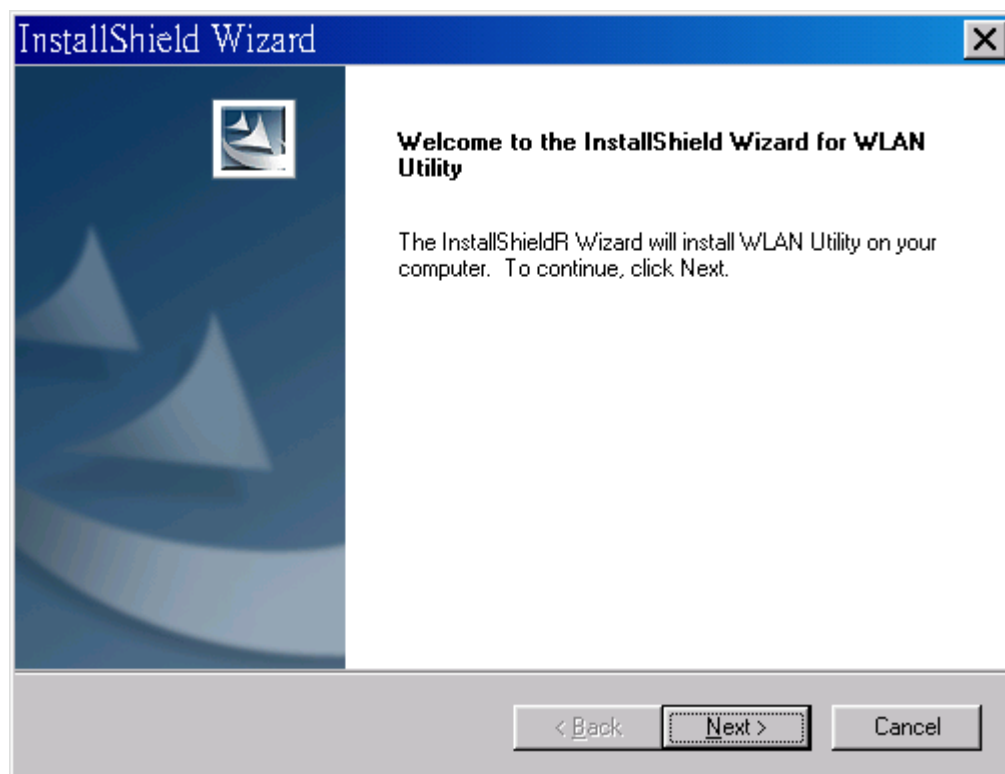 InstallShield Wizard
Welcome to the InstallShield Wizard for WLAN
Utility
The InstallShieldR Wizard will install WLAN Utility on your
computer.  To continue, click Next.
< Back
Next >
Cancel